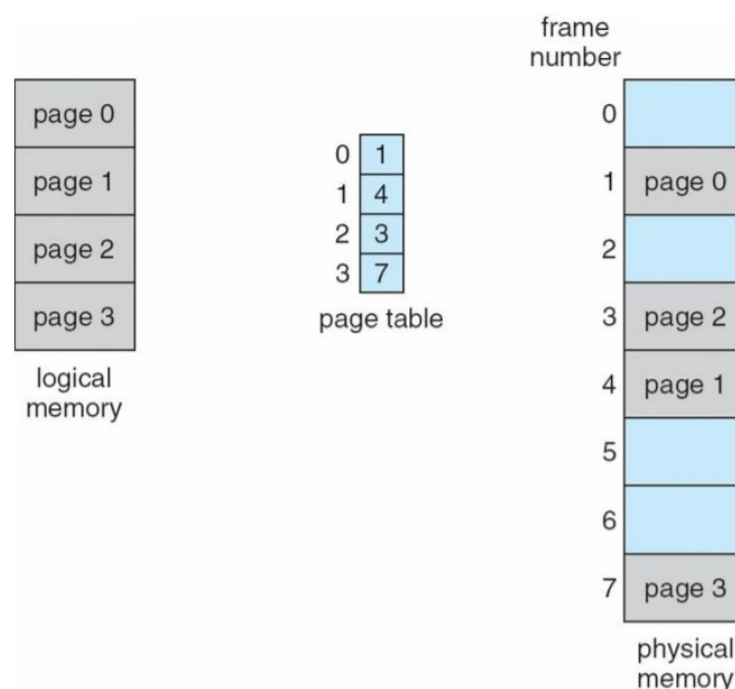 frame
number
page 0
page 1
page 2
page 3
logical
memory
0 1
1 4
2 3
3 7
page table
0
1 page 0
2
3 page 2
4 page 1
5
6
7 page 3
physical
memory